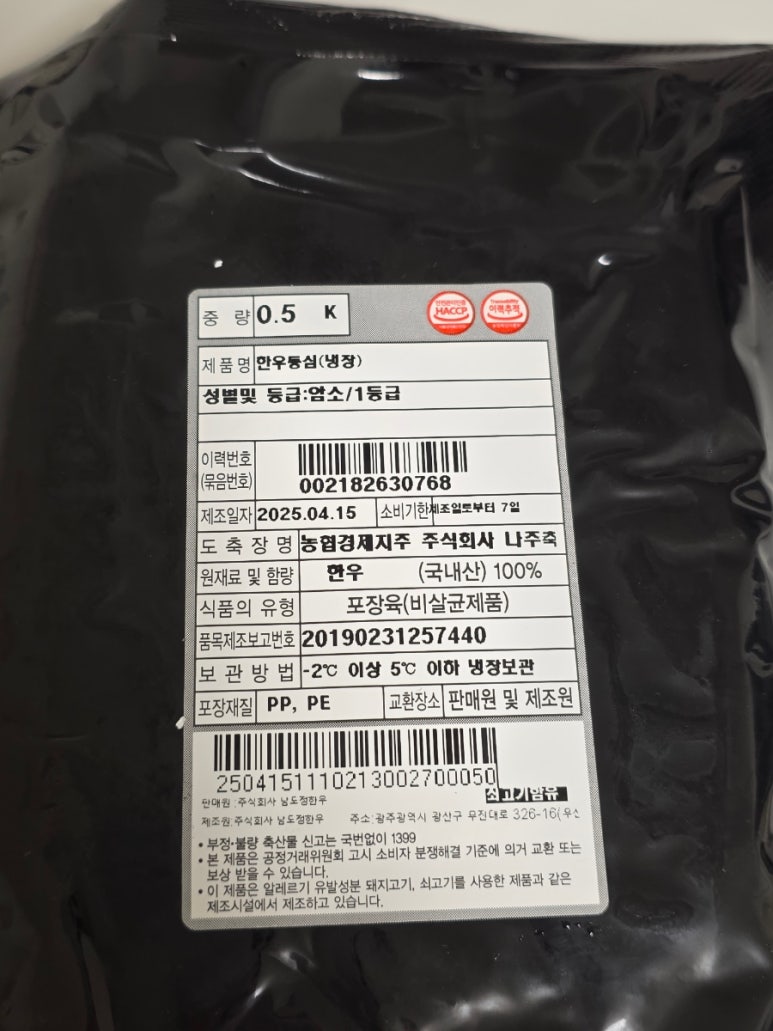 중 량 0.5 K
HACCP
Traceability
이력추적
제품명 한우등심(냉장)
성별및 등급:암소/1등급
이력번호
(묶음번호)
002182630768
제조일자 2025.04.15 소비기한 제조일로부터 7일
도 축 장 명 농협경제지주 주식회사 나주축
원재료 및 함량 한우 (국내산) 100%
식품의 유형 포장육(비살균제품)
품목제조보고번호 20190231257440
보 관 방 법 -2℃ 이상 5℃ 이하 냉장보관
포장재질 PP, PE 교환장소 판매원 및 제조원
2504151110213002700050
쇠고기함유
판매원:주식회사 남도정한우
제조원:주식회사 남도정한우 주소:광주광역시 광산구 무진대로 326-16(우산
• 부정·불량 축산물 신고는 국번없이 1399
• 본 제품은 공정거래위원회 고시 소비자 분쟁해결 기준에 의거 교환 또는
보상 받을 수 있습니다.
• 이 제품은 알레르기 유발성분 돼지고기, 쇠고기를 사용한 제품과 같은
제조시설에서 제조하고 있습니다.